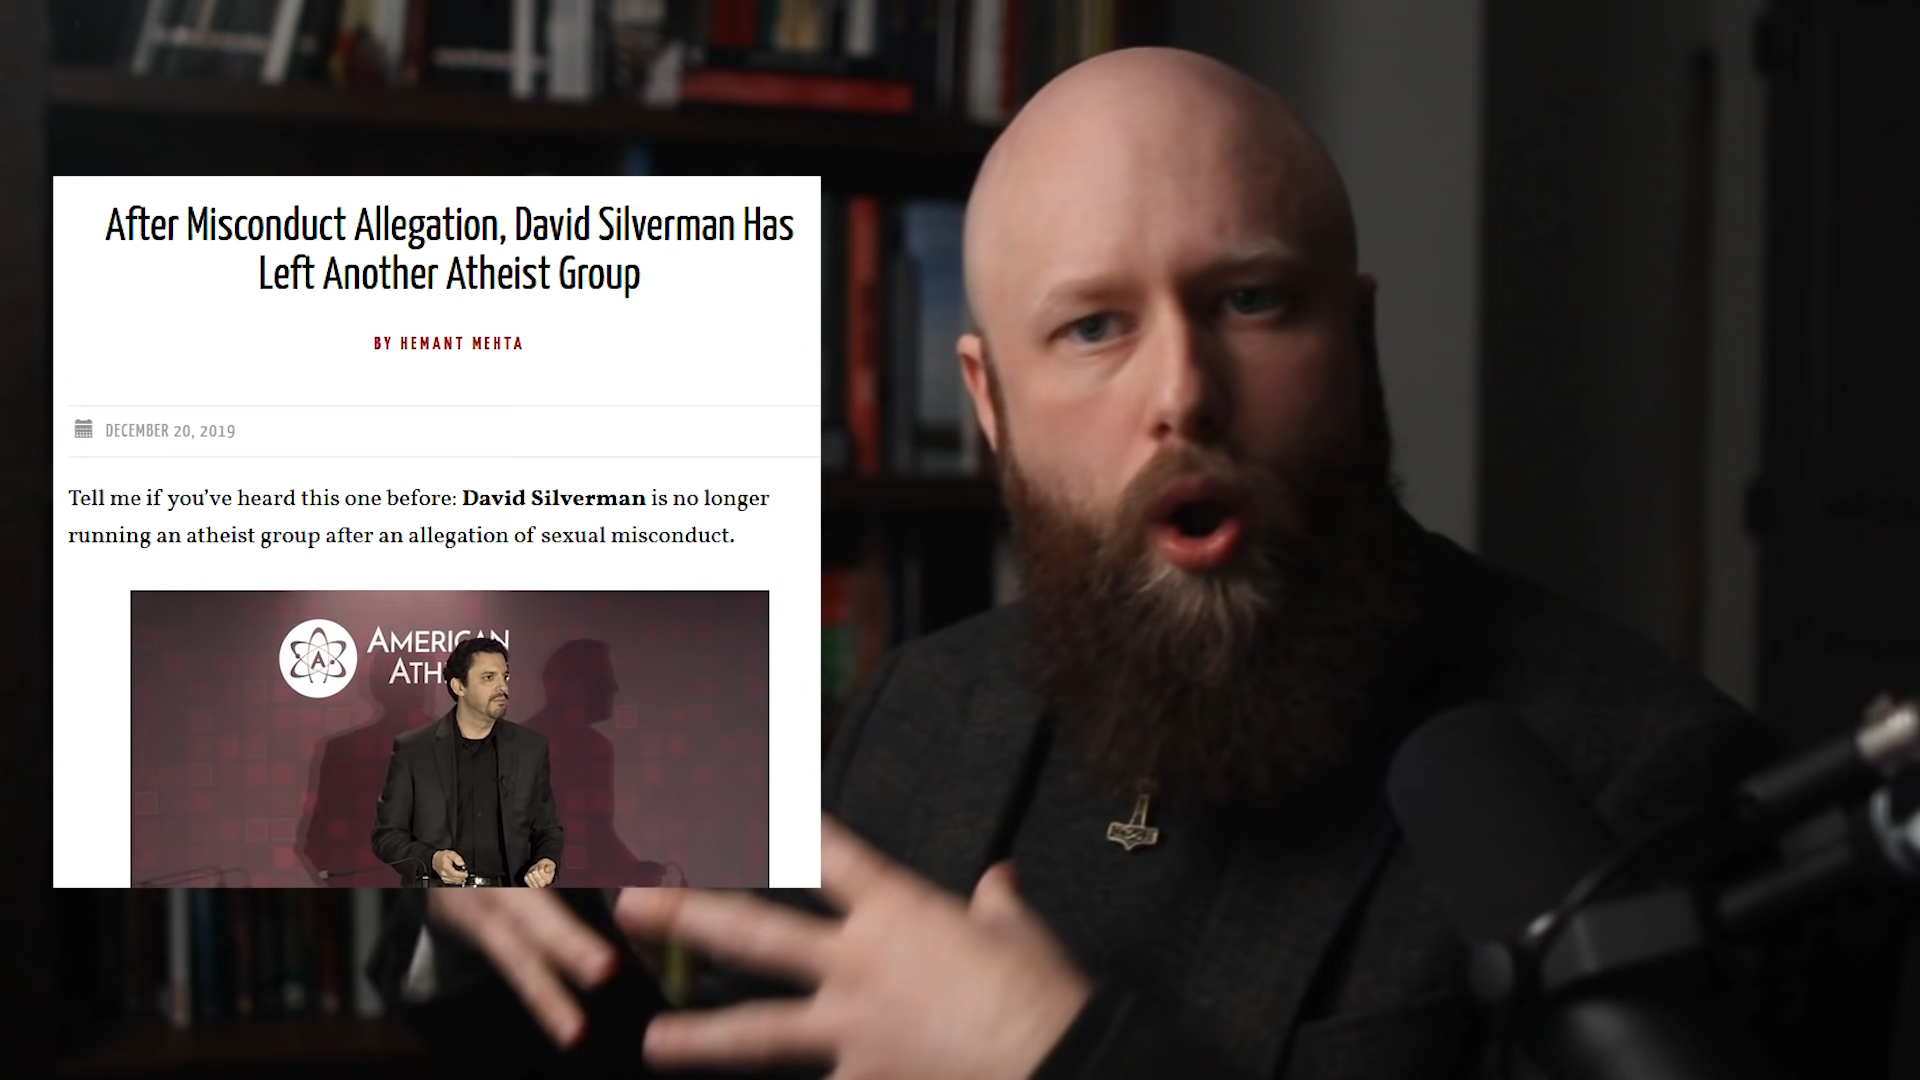 After Misconduct Allegation, David Silverman Has
Left Another Atheist Group
BY HEMANT MEHTA
DECEMBER 20, 2019
Tell me if you’ve heard this one before: David Silverman is no longer
running an atheist group after an allegation of sexual misconduct.
AMERICAN
ATH